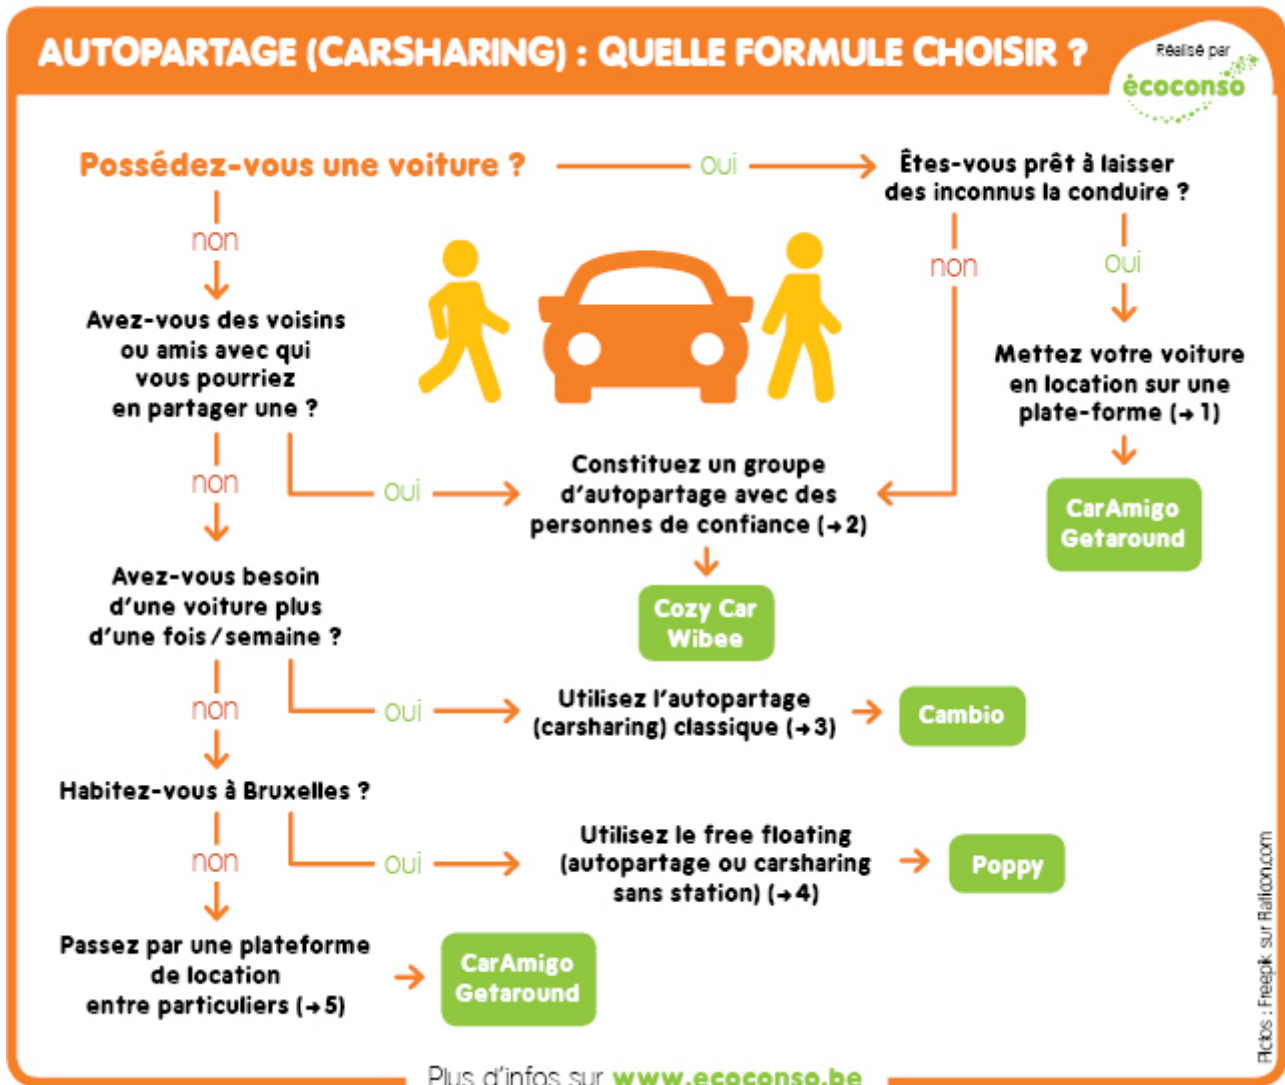 AUTOPARTAGE (CARSHARING) : QUELLE FORMULE CHOISIR ?
Réalisé par
écoconso
Possédez-vous une voiture ?
oui
Êtes-vous prêt à laisser
des inconnus la conduire ?
non
non
oui
Avez-vous des voisins
ou amis avec qui
vous pourriez
en partager une ?
Mettez votre voiture
en location sur une
plate-forme (→1)
non
oui
Constituez un groupe
d'autopartage avec des
personnes de confiance (→2)
CarAmigo
Getaround
Avez-vous besoin
d'une voiture plus
d'une fois/semaine ?
Cozy Car
Wibee
non
oui
Utilisez l'autopartage
(carsharing) classique (→3)
Cambio
Habitez-vous à Bruxelles ?
non
oui
Utilisez le free floating
(autopartage ou carsharing
sans station) (→4)
Poppy
Passez par une plateforme
de location
entre particuliers (→5)
CarAmigo
Getaround
Pictos : Freepik sur Flaticon.com
Plus d'infos sur www.ecoconso.be